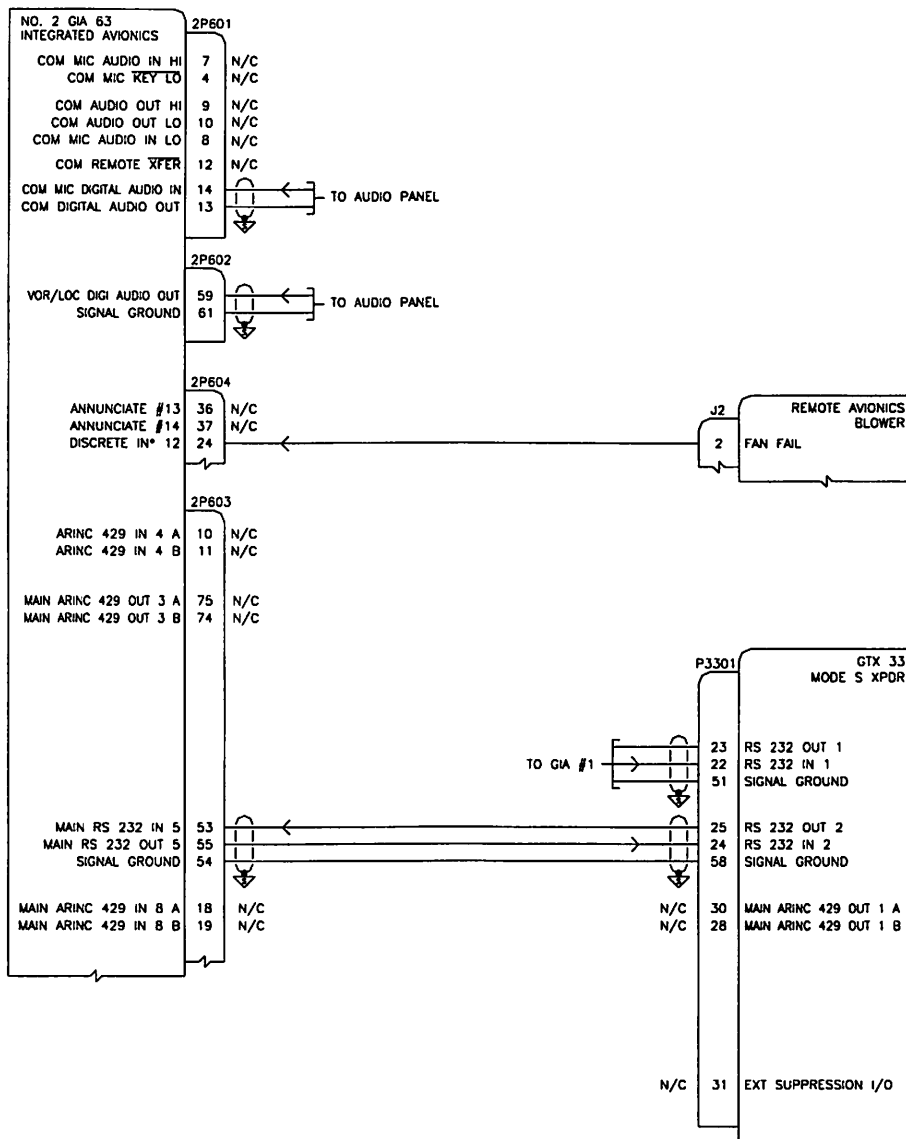 NO. 2 GIA 63
INTEGRATED AVIONICS
2P601
COM MIC AUDIO IN HI 7 N/C
COM MIC KEY LO 4 N/C
COM AUDIO OUT HI 9 N/C
COM AUDIO OUT LO 10 N/C
COM MIC AUDIO IN LO 8 N/C
COM REMOTE XFER 12 N/C
COM MIC DIGITAL AUDIO IN 14
COM DIGITAL AUDIO OUT 13
TO AUDIO PANEL
2P602
VOR/LOC DIGI AUDIO OUT 59
SIGNAL GROUND 61
TO AUDIO PANEL
2P604
ANNUNCIATE #13 36 N/C
ANNUNCIATE #14 37 N/C
DISCRETE IN* 12 24
J2
REMOTE AVIONICS
BLOWER
2 FAN FAIL
2P603
ARINC 429 IN 4 A 10 N/C
ARINC 429 IN 4 B 11 N/C
MAIN ARINC 429 OUT 3 A 75 N/C
MAIN ARINC 429 OUT 3 B 74 N/C
P3301
GTX 33
MODE S XPDR
TO GIA #1
23 RS 232 OUT 1
22 RS 232 IN 1
51 SIGNAL GROUND
MAIN RS 232 IN 5 53
MAIN RS 232 OUT 5 55
SIGNAL GROUND 54
25 RS 232 OUT 2
24 RS 232 IN 2
58 SIGNAL GROUND
MAIN ARINC 429 IN 8 A 18 N/C
MAIN ARINC 429 IN 8 B 19 N/C
N/C 30 MAIN ARINC 429 OUT 1 A
N/C 28 MAIN ARINC 429 OUT 1 B
N/C 31 EXT SUPPRESSION I/O